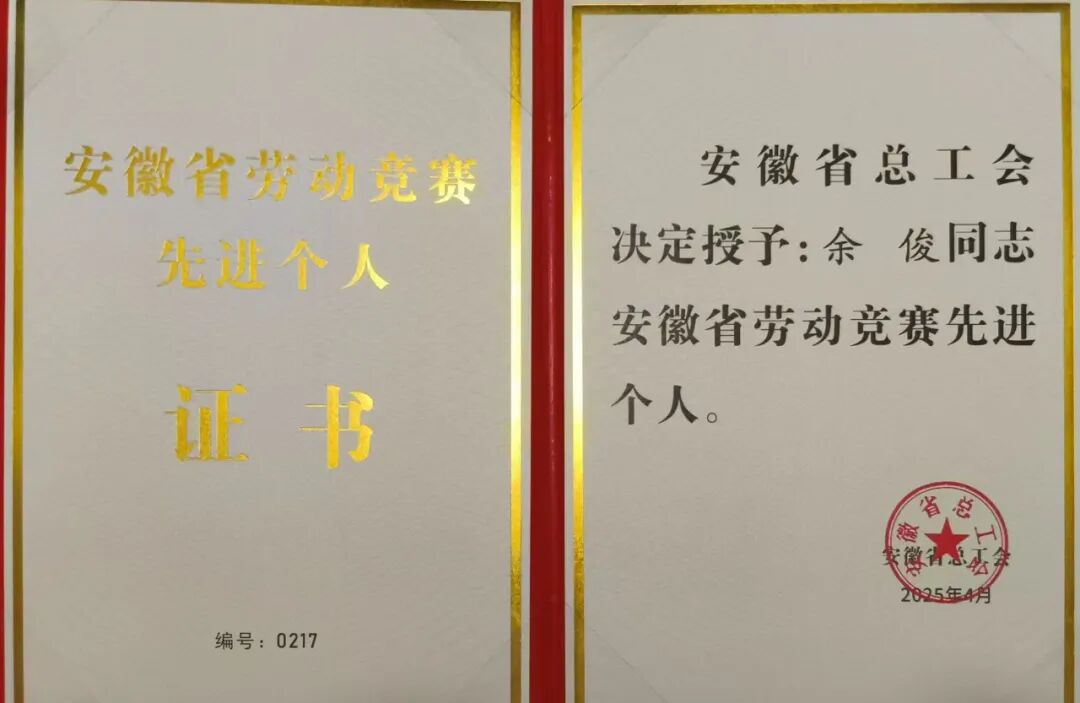 安徽省劳动竞赛
先进个人
证书
编号：0217
安徽省总工会
决定授予：余 俊同志
安徽省劳动竞赛先进
个人。
安徽省总工会
安徽省总工会
2025年4月